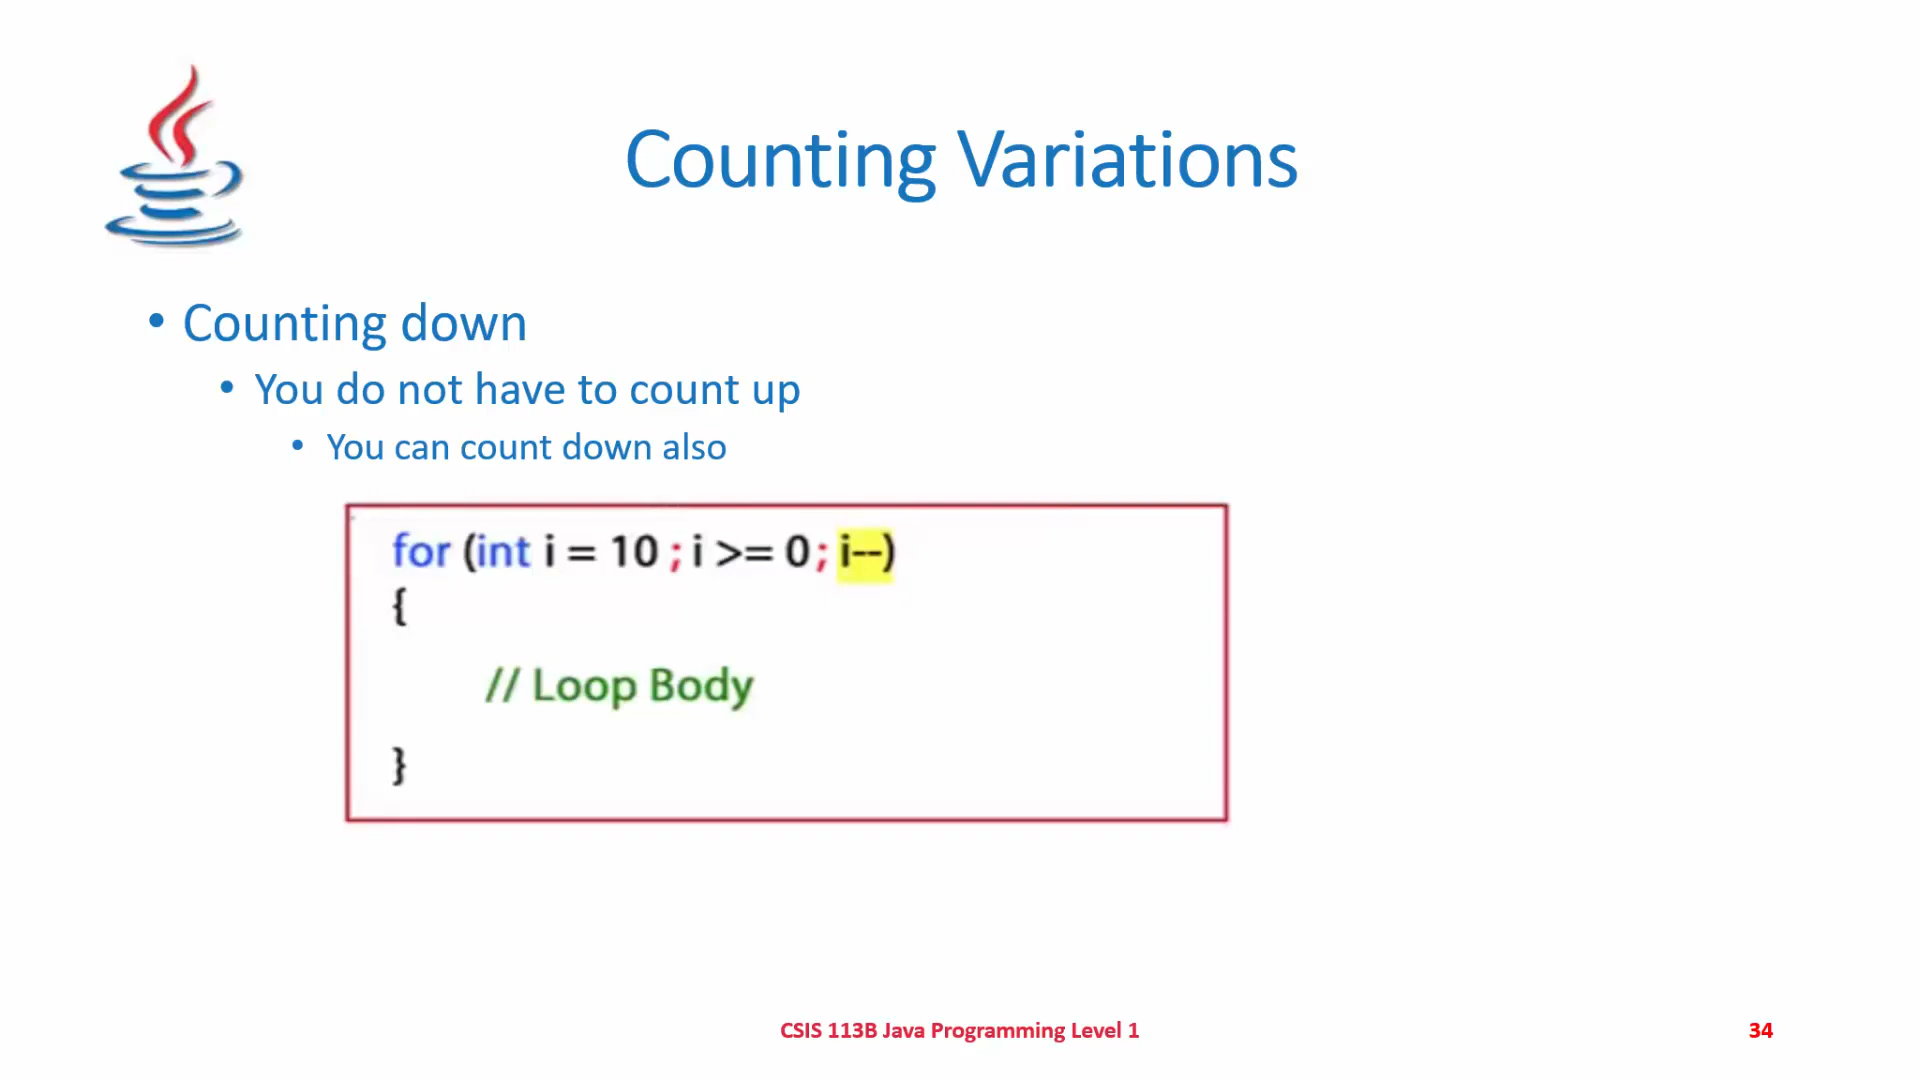 Counting Variations
• Counting down
• You do not have to count up
• You can count down also
for (int i = 10 ; i >= 0; i--)
{
// Loop Body
}
CSIS 113B Java Programming Level 1
34